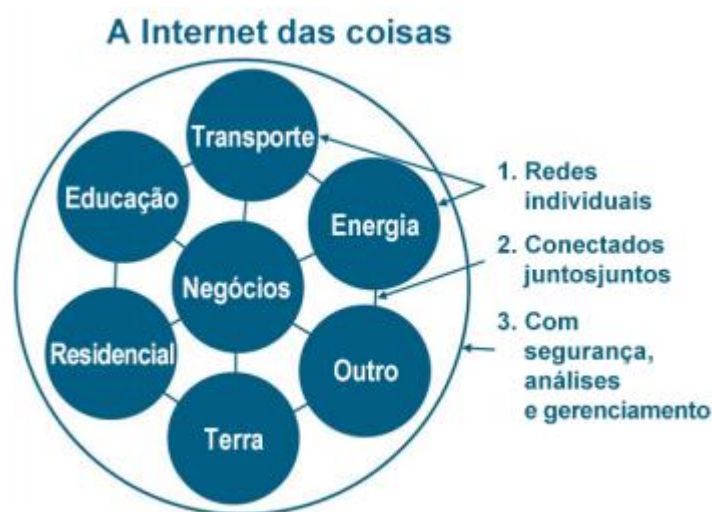 A Internet das coisas
Transporte
Educação
Energia
Negócios
Residencial
Outro
Terra
1. Redes
individuais
2. Conectados
juntosjuntos
3. Com
segurança,
análises
e gerenciamento